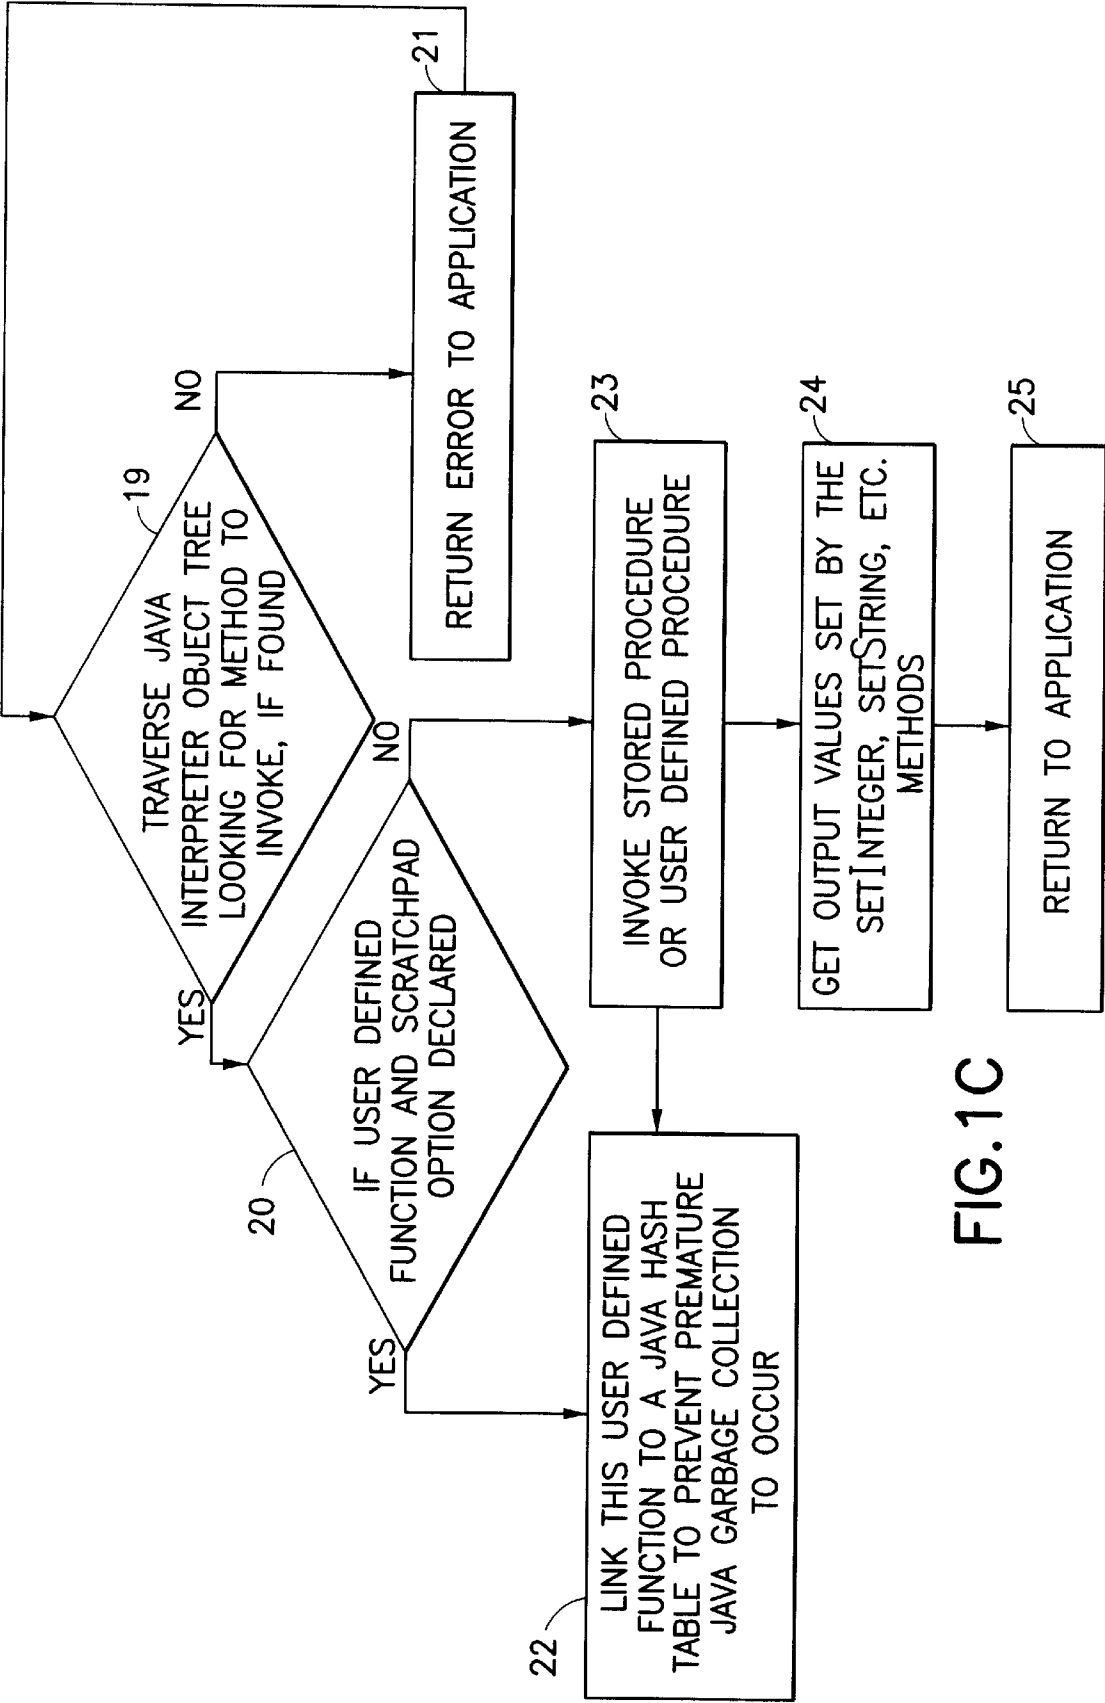 19
TRAVERSE JAVA
INTERPRETER OBJECT TREE
LOOKING FOR METHOD TO
INVOKE, IF FOUND
YES
NO
20
IF USER DEFINED
FUNCTION AND SCRATCHPAD
OPTION DECLARED
YES
NO
21
RETURN ERROR TO APPLICATION
22
LINK THIS USER DEFINED
FUNCTION TO A JAVA HASH
TABLE TO PREVENT PREMATURE
JAVA GARBAGE COLLECTION
TO OCCUR
23
INVOKE STORED PROCEDURE
OR USER DEFINED PROCEDURE
24
GET OUTPUT VALUES SET BY THE
SETINTEGER, SETSTRING, ETC.
METHODS
25
RETURN TO APPLICATION
FIG.1C